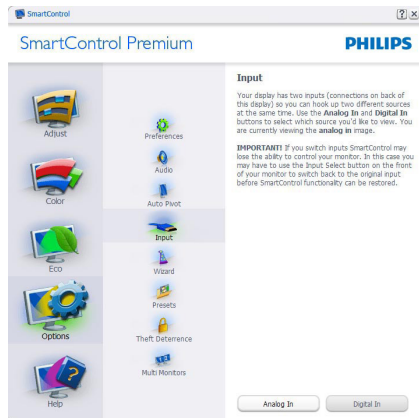 SmartControl
SmartControl Premium
PHILIPS
Adjust
Color
Eco
Options
Help
Preferences
Audio
Auto Pivot
Input
Wizard
Presets
Theft Deterrence
Multi Monitors
Input
Your display has two inputs (connections on back of
this display) so you can hook up two different sources
at the same time. Use the Analog In and Digital In
buttons to select which source you'd like to view. You
are currently viewing the analog in image.
IMPORTANT! If you switch inputs SmartControl may
lose the ability to control your monitor. In this case you
may have to use the Input Select button on the front
of your monitor to switch back to the original input
before SmartControl functionality can be restored.
Analog In
Digital In